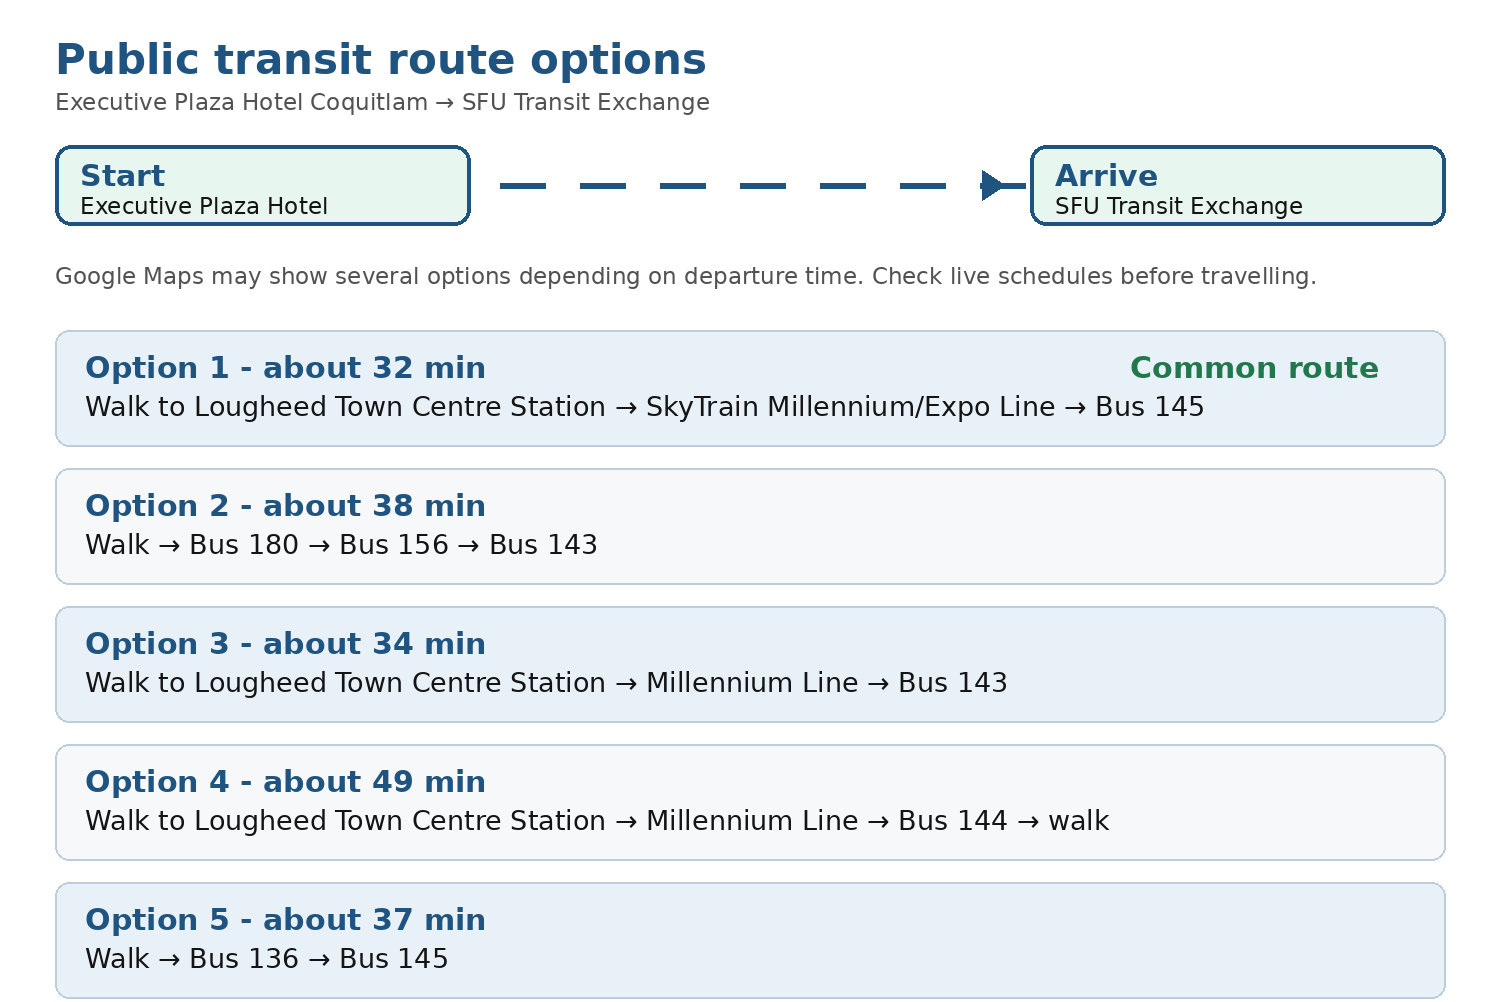 Public transit route options
Executive Plaza Hotel Coquitlam → SFU Transit Exchange
Start
Executive Plaza Hotel
Arrive
SFU Transit Exchange
Google Maps may show several options depending on departure time. Check live schedules before travelling.
Option 1 - about 32 min
Common route
Walk to Lougheed Town Centre Station → SkyTrain Millennium/Expo Line → Bus 145
Option 2 - about 38 min
Walk → Bus 180 → Bus 156 → Bus 143
Option 3 - about 34 min
Walk to Lougheed Town Centre Station → Millennium Line → Bus 143
Option 4 - about 49 min
Walk to Lougheed Town Centre Station → Millennium Line → Bus 144 → walk
Option 5 - about 37 min
Walk → Bus 136 → Bus 145